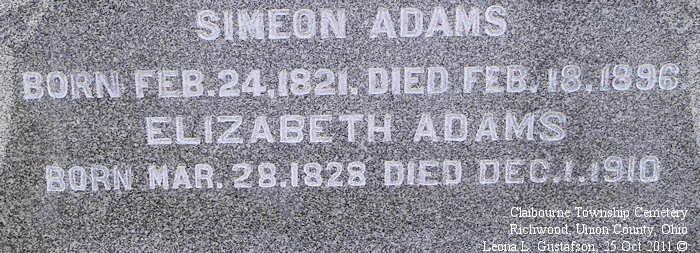 SIMEON ADAMS
BORN FEB.24,1821. DIED FEB. 18.1896.
ELIZABETH ADAMS
BORN MAR. 28.1828 DIED DEC.1.1910
Claibourne Township Cemetery
Richwood, Union County, Ohio
Leona L. Gustafson, 25 Oct 2011 ©